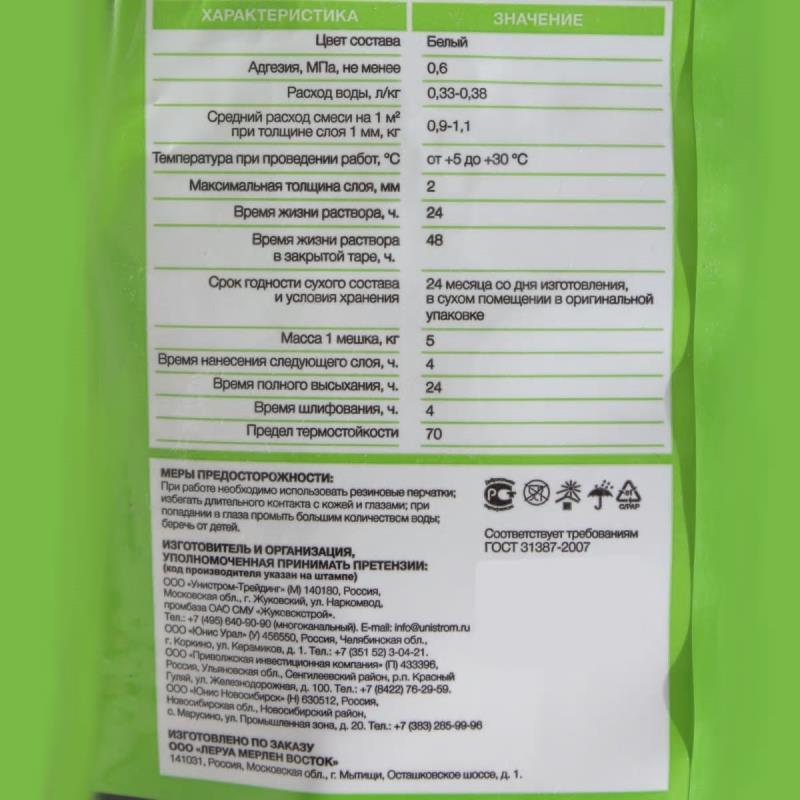 ХАРАКТЕРИСТИКА ЗНАЧЕНИЕ
Цвет состава Белый
Адгезия, МПа, не менее 0,6
Расход воды, л/кг 0,33-0,38
Средний расход смеси на 1 м²
при толщине слоя 1 мм, кг 0,9-1,1
Температура при проведении работ, °С от +5 до +30 °С
Максимальная толщина слоя, мм 2
Время жизни раствора, ч. 24
Время жизни раствора 48
в закрытой таре, ч.
Срок годности сухого состава 24 месяца со дня изготовления,
и условия хранения в сухом помещении в оригинальной
упаковке
Масса 1 мешка, кг 5
Время нанесения следующего слоя, ч. 4
Время полного высыхания, ч. 24
Время шлифования, ч. 4
Предел термостойкости 70
МЕРЫ ПРЕДОСТОРОЖНОСТИ:
При работе необходимо использовать резиновые перчатки;
избегать длительного контакта с кожей и глазами; при
попадании в глаза промыть большим количеством воды;
беречь от детей.
ИЗГОТОВИТЕЛЬ И ОРГАНИЗАЦИЯ,
УПОЛНОМОЧЕННАЯ ПРИНИМАТЬ ПРЕТЕНЗИИ:
(код производителя указан на штампе)
ООО «Унистром-Трейдинг» (М) 140180, Россия,
Московская обл., г. Жуковский, ул. Наркомвод,
промбаза ОАО СМУ «Жуковскстрой».
Тел.: +7 (495) 640-90-90 (многоканальный). E-mail: info@unistrom.ru
ООО «Юнис Урал» (У) 456550, Россия, Челябинская обл.,
г. Коркино, ул. Керамиков, д. 1. Тел.: +7 (351 52) 3-04-21.
ООО «Приволжская инвестиционная компания» (П) 433396,
Россия, Ульяновская обл., Сенгилеевский район, р.п. Красный
Гуляй, ул. Железнодорожная, д. 100. Тел.: +7 (8422) 76-29-59.
ООО «Юнис Новосибирск» (Н) 630512, Россия,
Новосибирская обл., Новосибирский район,
с. Марусино, ул. Промышленная зона, д. 20. Тел.: +7 (383) 285-99-96
ИЗГОТОВЛЕНО ПО ЗАКАЗУ
ООО «ЛЕРУА МЕРЛЕН ВОСТОК»
141031, Россия, Московская обл., г. Мытищи, Осташковское шоссе, д. 1.
РСТ
81
C/PAP
Соответствует требованиям
ГОСТ 31387-2007